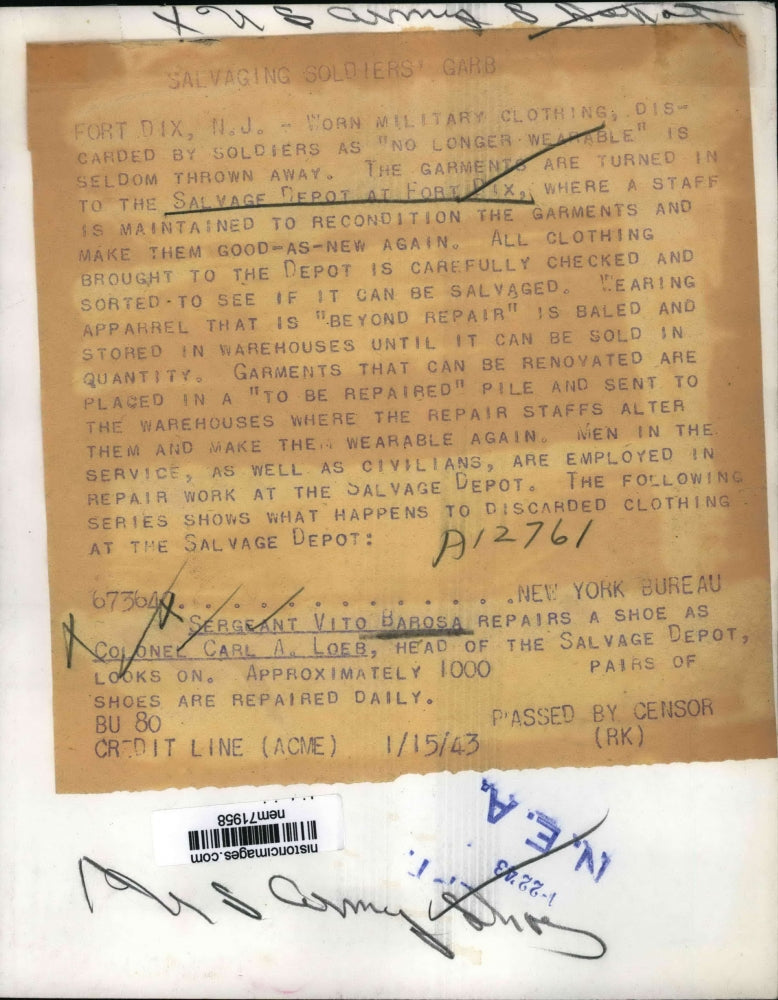 U S Army
SALVAGING SOLDIERS' GARB
FORT DIX, N.J. - WORN MILITARY CLOTHING, DIS-
CARDED BY SOLDIERS AS "NO LONGER WEARABLE" IS
SELDOM THROWN AWAY. THE GARMENTS ARE TURNED IN
TO THE SALVAGE DEPOT AT FORT DIX, WHERE A STAFF
IS MAINTAINED TO RECONDITION THE GARMENTS AND
MAKE THEM GOOD-AS-NEW AGAIN. ALL CLOTHING
BROUGHT TO THE DEPOT IS CAREFULLY CHECKED AND
SORTED TO SEE IF IT CAN BE SALVAGED. WEARING
APPARREL THAT IS "BEYOND REPAIR" IS BALED AND
STORED IN WAREHOUSES UNTIL IT CAN BE SOLD IN
QUANTITY. GARMENTS THAT CAN BE RENOVATED ARE
PLACED IN A "TO BE REPAIRED" PILE AND SENT TO
THE WAREHOUSES WHERE THE REPAIR STAFFS ALTER
THEM AND MAKE THEM WEARABLE AGAIN. MEN IN THE
SERVICE, AS WELL AS CIVILIANS, ARE EMPLOYED IN
REPAIR WORK AT THE SALVAGE DEPOT. THE FOLLOWING
SERIES SHOWS WHAT HAPPENS TO DISCARDED CLOTHING
AT THE SALVAGE DEPOT:
A12761
. . . . . . . . . . . . .NEW YORK BUREAU
SERGEANT VITO BAROSA REPAIRS A SHOE AS
COLONEL CARL A. LOEB, HEAD OF THE SALVAGE DEPOT,
LOOKS ON. APPROXIMATELY 1000 PAIRS OF
SHOES ARE REPAIRED DAILY.
BU 80 PASSED BY CENSOR
CREDIT LINE (ACME) 1/15/43 (RK)
N.E.A.
1-22-43
nem71958
historicimages.com
U S Army